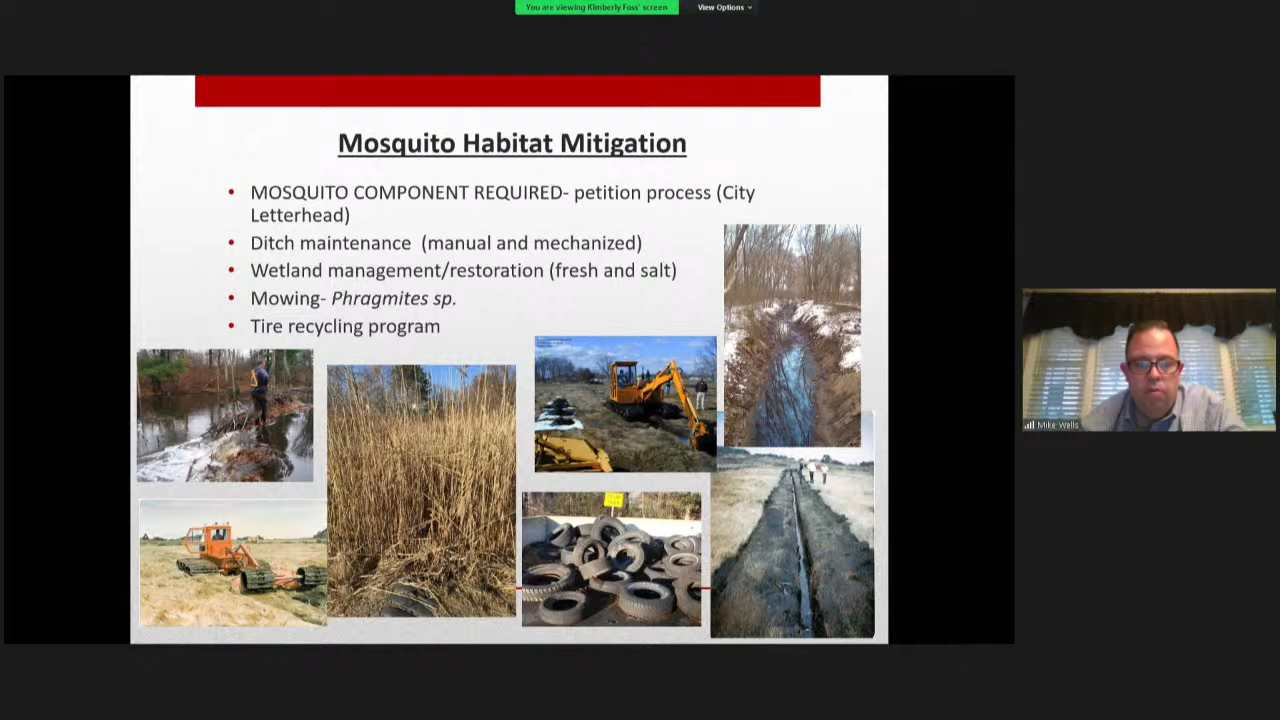 You are viewing Kimberly Foss' screen
View Options
Mosquito Habitat Mitigation
• MOSQUITO COMPONENT REQUIRED- petition process (City
Letterhead)
• Ditch maintenance (manual and mechanized)
• Wetland management/restoration (fresh and salt)
• Mowing- Phragmites sp.
• Tire recycling program
Mike Wells